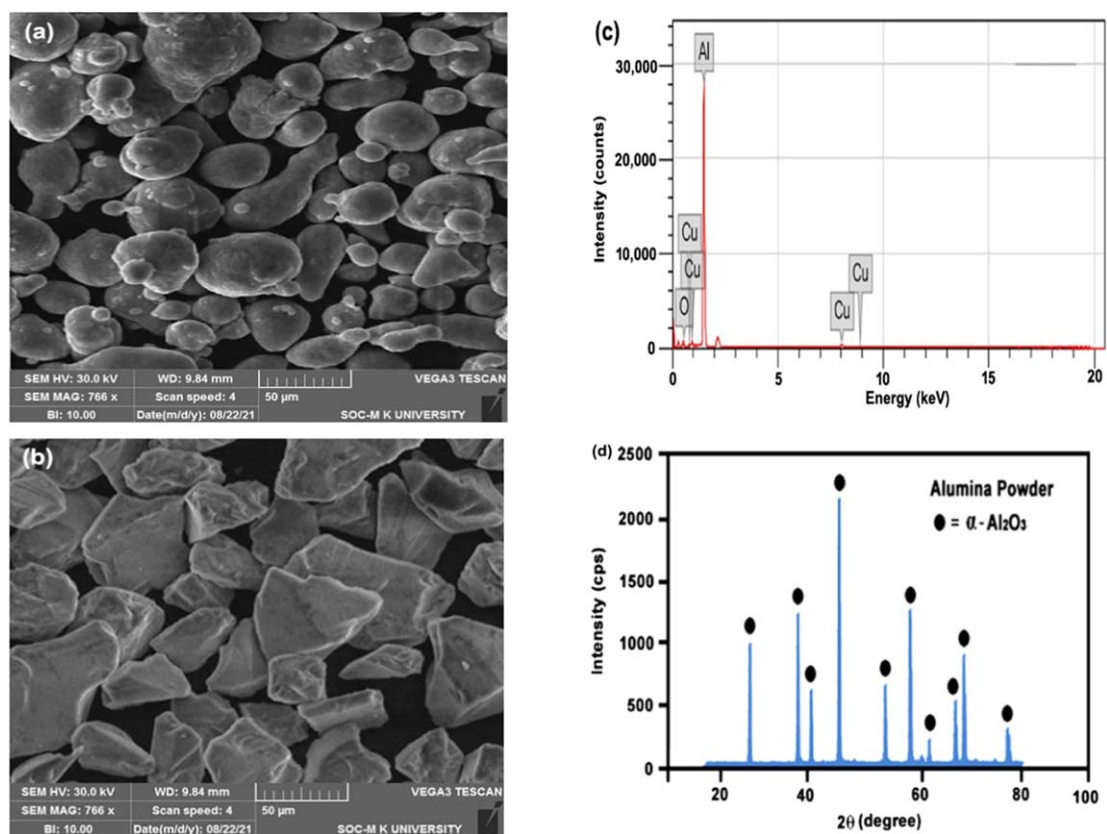 (a)
SEM HV: 30.0 kV WD: 9.84 mm VEGA3 TESCAN
SEM MAG: 766 x Scan speed: 4 50 µm
BI: 10.00 Date(m/d/y): 08/22/21 SOC-M K UNIVERSITY
(b)
SEM HV: 30.0 kV WD: 9.84 mm VEGA3 TESCAN
SEM MAG: 766 x Scan speed: 4 50 µm
BI: 10.00 Date(m/d/y): 08/22/21 SOC-M K UNIVERSITY
(c)
Al
30,000
20,000
Cu
10,000
Cu
Cu
O
Cu
0
Intensity (counts)
0 5 10 15 20
Energy (keV)
(d)
2500
Alumina Powder
= α - Al₂O₃
2000
1500
1000
500
0
Intensity (cps)
20 40 60 80 100
2θ (degree)